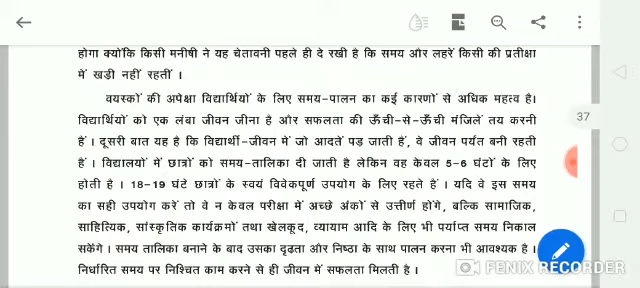 होगा क्योंकि किसी मनीषी ने यह चेतावनी पहले ही दे रखी है कि समय और लहरें किसी की प्रतीक्षा
में खड़ी नहीं रहतीं ।
वयस्कों की अपेक्षा विद्यार्थियों के लिए समय-पालन का कई कारणों से अधिक महत्व है।
विद्यार्थियों को एक लंबा जीवन जीना है और सफलता की ऊँची-से-ऊँची मंजिलें तय करनी
हैं। दूसरी बात यह है कि विद्यार्थी-जीवन में जो आदतें पड़ जाती हैं, वे जीवन पर्यंत बनी रहती
हैं । विद्यालयों में छात्रों को समय-तालिका दी जाती है लेकिन वह केवल 5-6 घंटों के लिए
होती है । 18-19 घंटे छात्रों के स्वयं विवेकपूर्ण उपयोग के लिए रहते हैं । यदि वे इस समय
का सही उपयोग करें तो वे न केवल परीक्षा में अच्छे अंकों से उत्तीर्ण होंगे, बल्कि सामाजिक,
साहित्यिक, सांस्कृतिक कार्यक्रमों तथा खेलकूद, व्यायाम आदि के लिए भी पर्याप्त समय निकाल
सकेंगे । समय तालिका बनाने के बाद उसका दृढ़ता और निष्ठा के साथ पालन करना भी आवश्यक है ।
निर्धारित समय पर निश्चित काम करने से ही जीवन में सफलता मिलती है ।
37
FENIX RECORDER